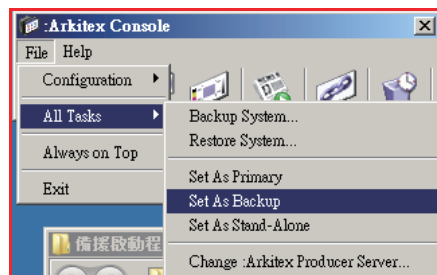 :Arkitex Console
File Help
Configuration
All Tasks
Always on Top
Exit
Backup System...
Restore System...
Set As Primary
Set As Backup
Set As Stand-Alone
Change :Arkitex Producer Server...
備援啟動程